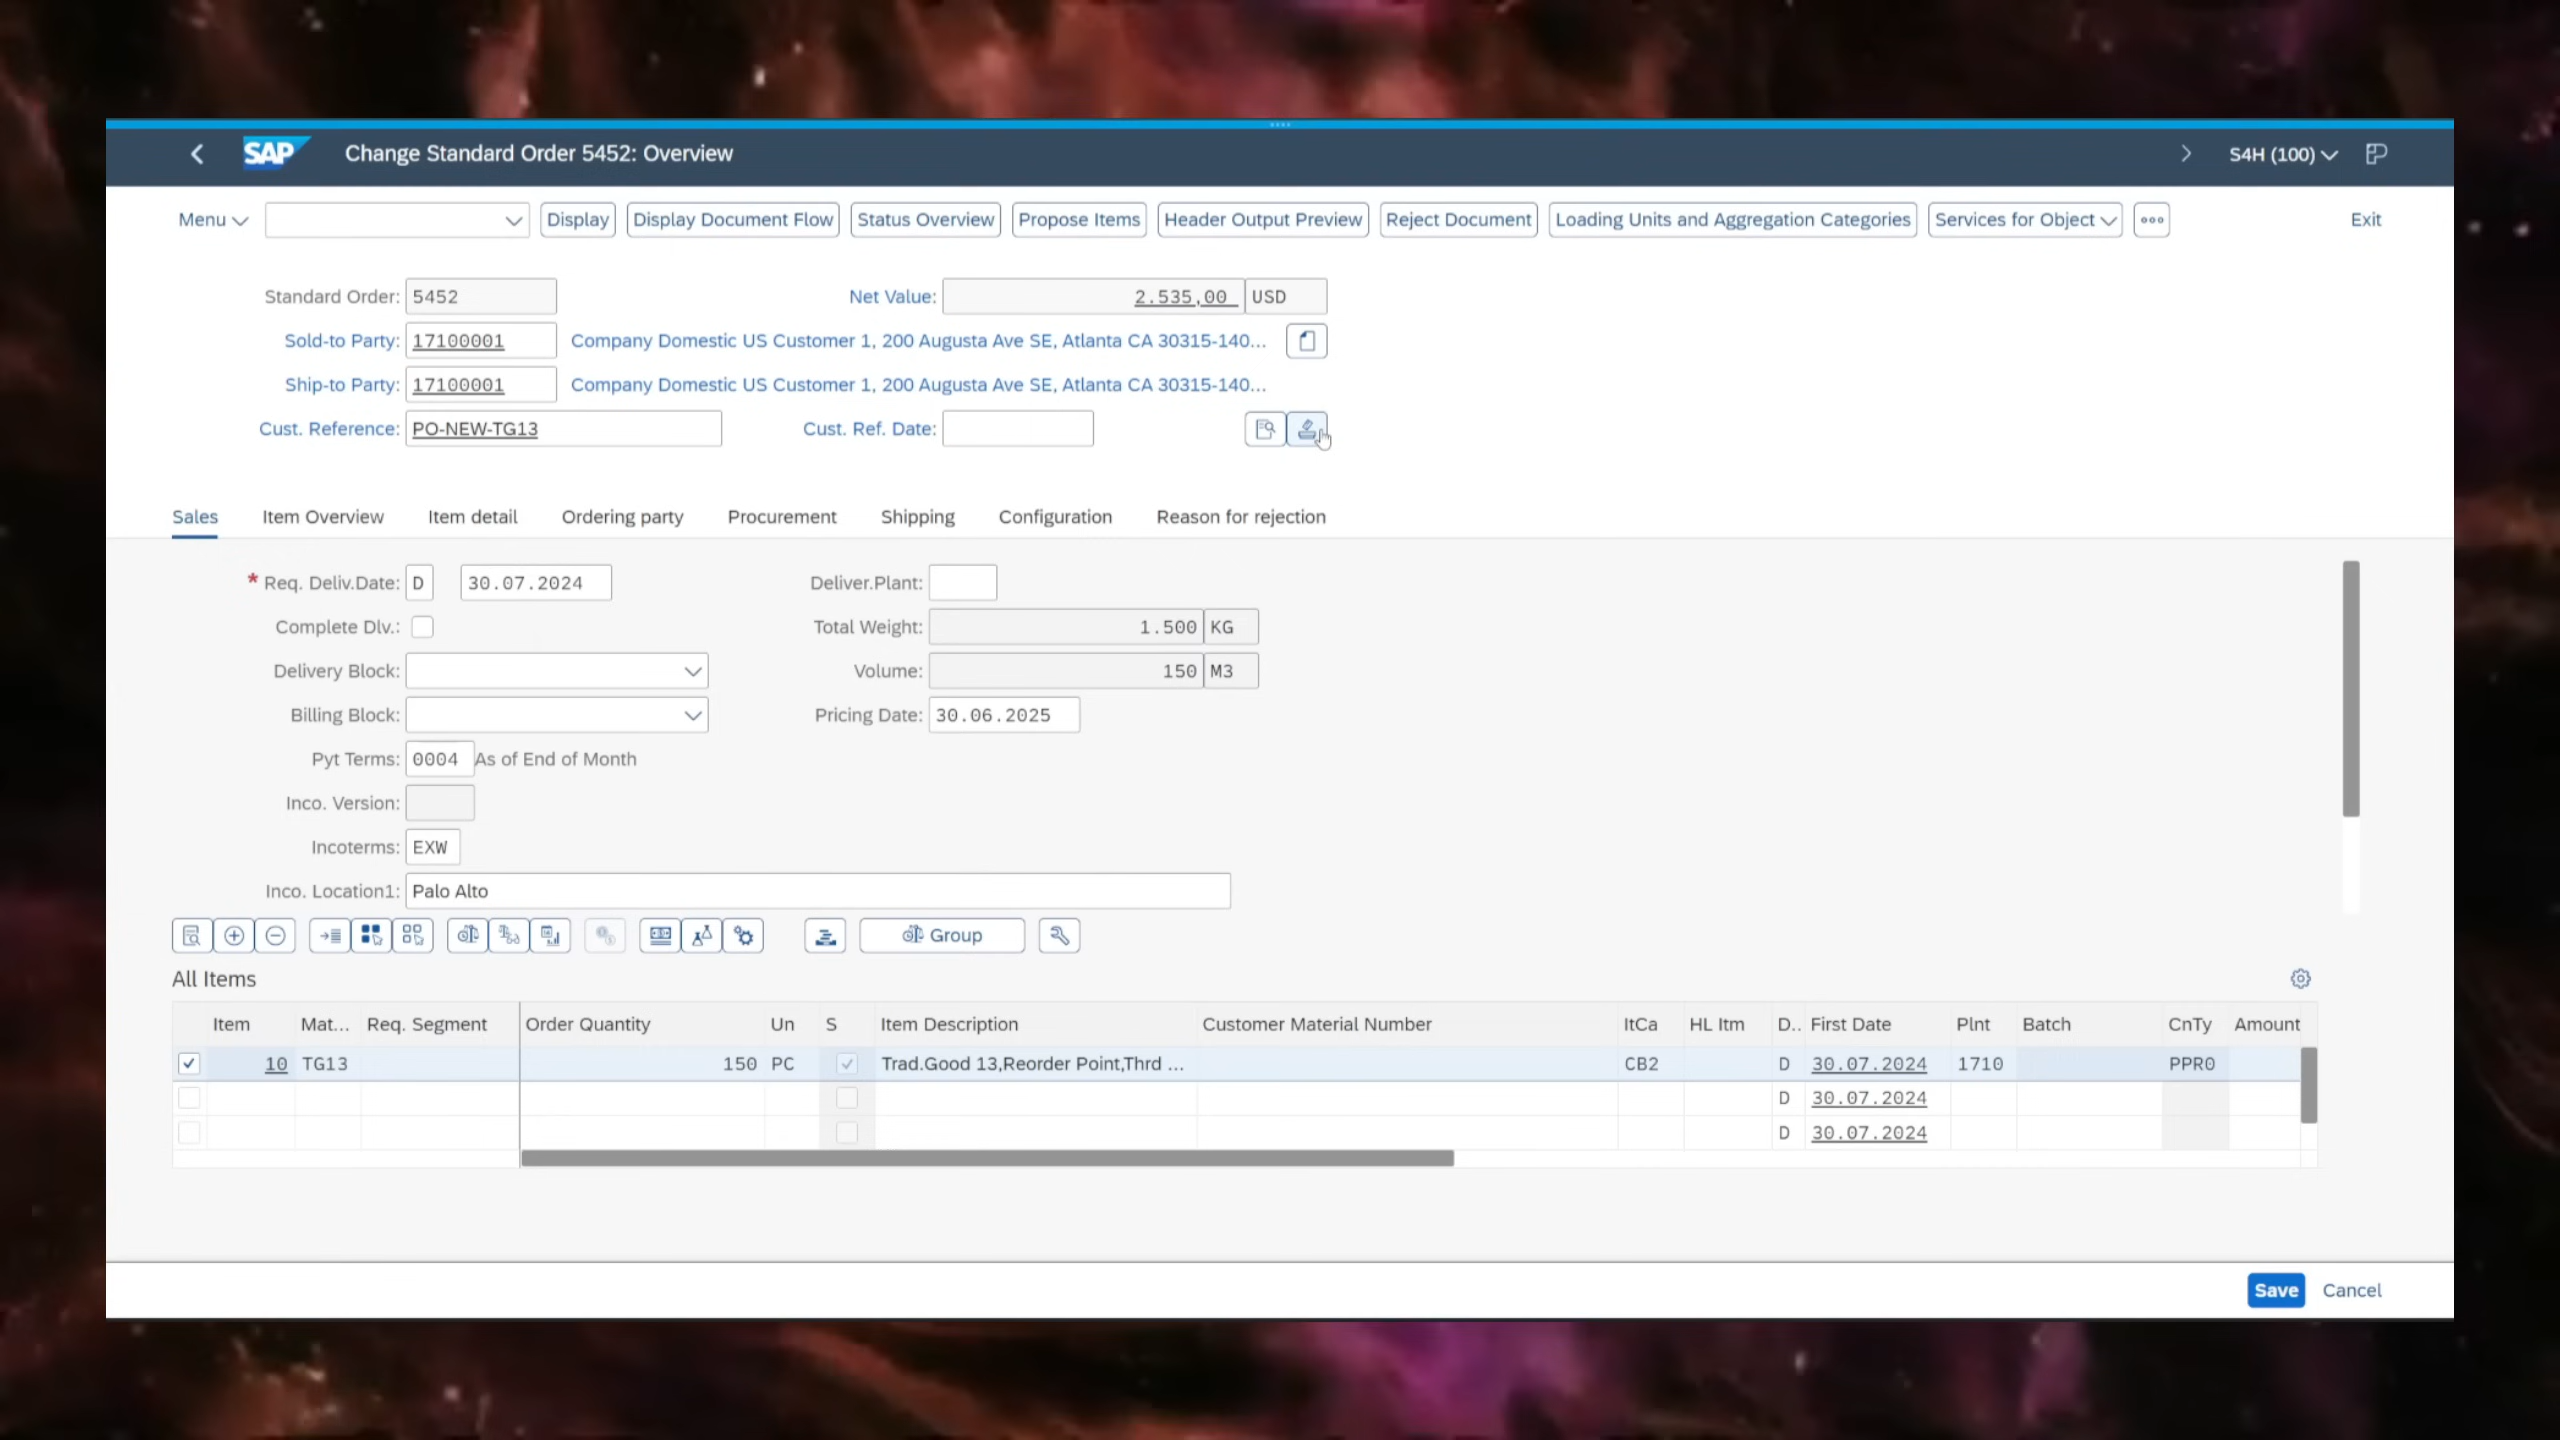 SAP Change Standard Order 5452: Overview S4H (100)
Menu Display Display Document Flow Status Overview Propose Items Header Output Preview Reject Document Loading Units and Aggregation Categories Services for Object Exit
Standard Order: 5452 Net Value: 2.535,00 USD
Sold-to Party: 17100001 Company Domestic US Customer 1, 200 Augusta Ave SE, Atlanta CA 30315-140...
Ship-to Party: 17100001 Company Domestic US Customer 1, 200 Augusta Ave SE, Atlanta CA 30315-140...
Cust. Reference: PO-NEW-TG13 Cust. Ref. Date:
Sales Item Overview Item detail Ordering party Procurement Shipping Configuration Reason for rejection
* Req. Deliv.Date: D 30.07.2024 Deliver.Plant:
Complete Dlv.: Total Weight: 1.500 KG
Delivery Block: Volume: 150 M3
Billing Block: Pricing Date: 30.06.2025
Pyt Terms: 0004 As of End of Month
Inco. Version:
Incoterms: EXW
Inco. Location1: Palo Alto
Group
All Items
Item Mat... Req. Segment Order Quantity Un S Item Description Customer Material Number ItCa HL Itm D.. First Date Plnt Batch CnTy Amount
10 TG13 150 PC Trad.Good 13,Reorder Point,Thrd ... CB2 D 30.07.2024 1710 PPR0
D 30.07.2024
D 30.07.2024
Save Cancel